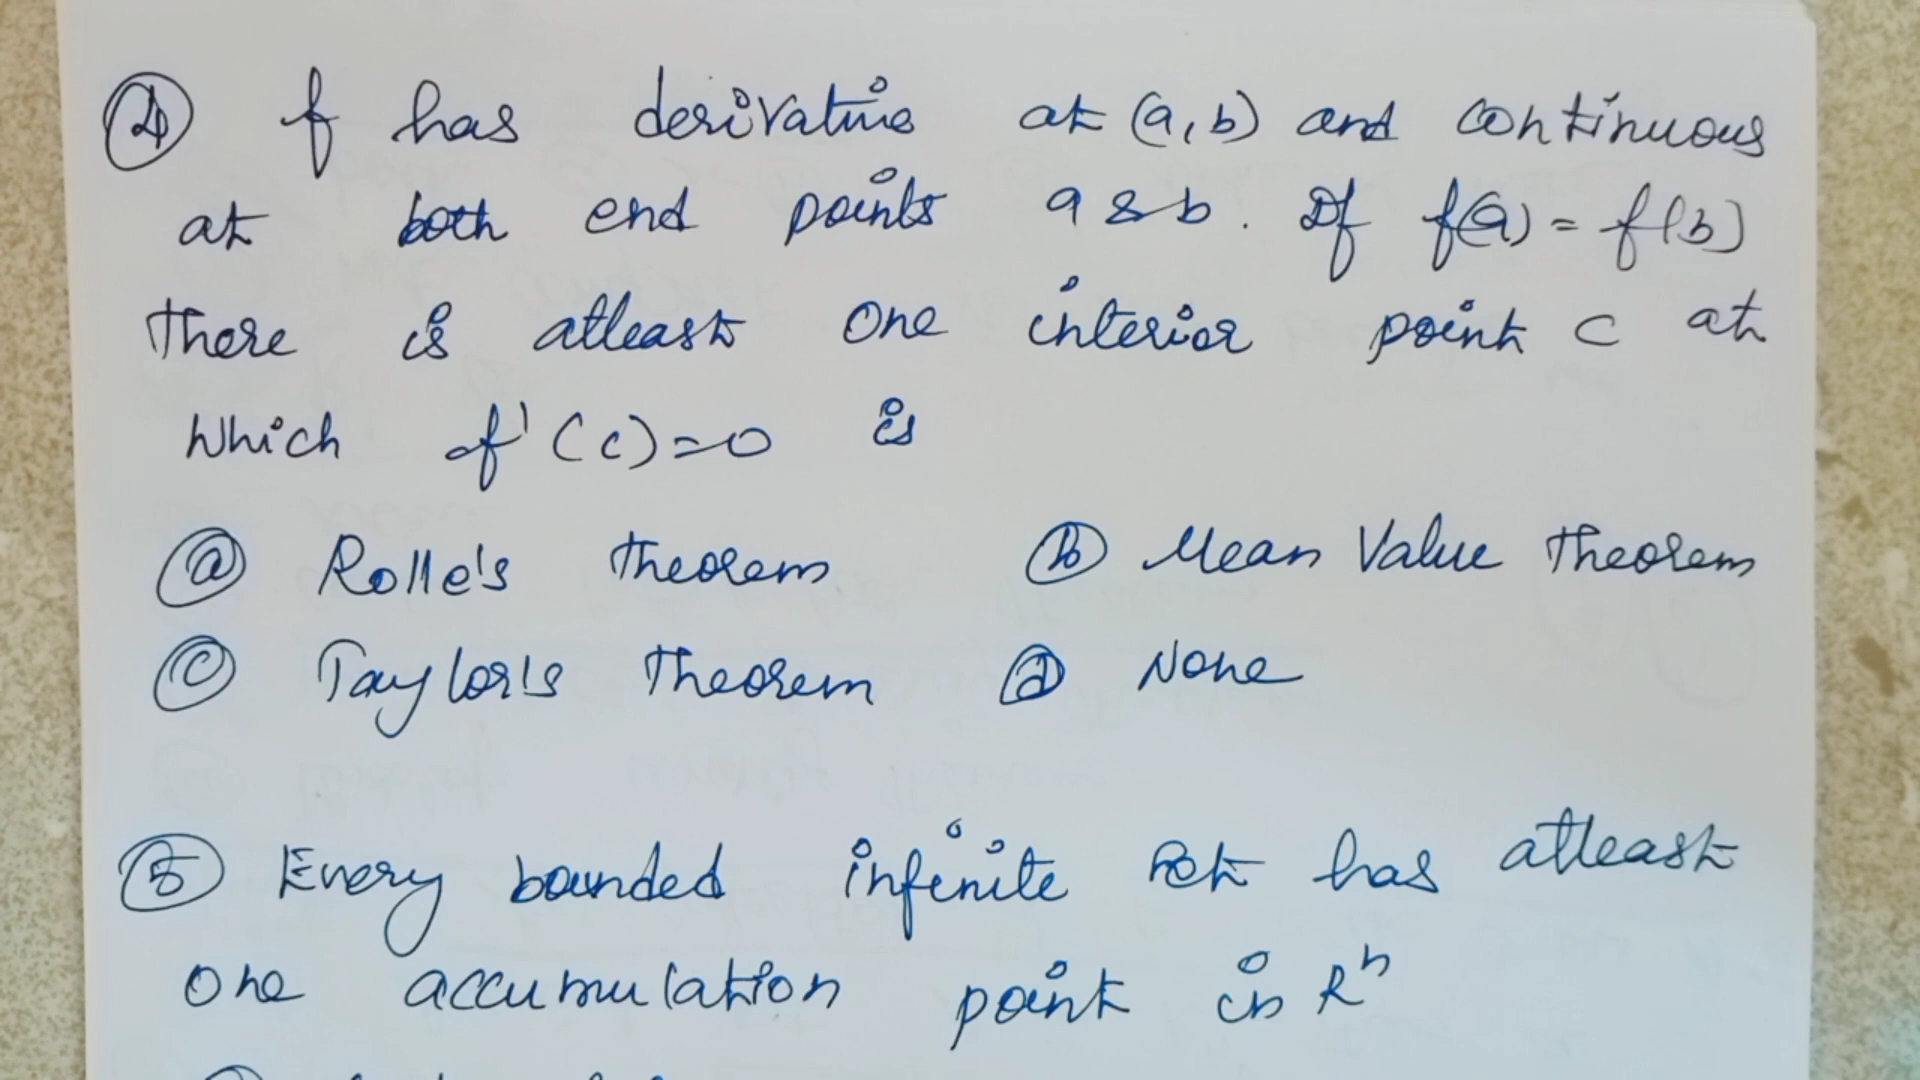 4 f has derivative at (a,b) and continuous
at both end points a & b. If f(a) = f(b)
there is atleast one interior point c at
which f'(c)=0 is
a Rolle's theorem b Mean Value theorem
c Taylor's theorem d None
5 Every bounded infinite set has atleast
one accumulation point in Rⁿ